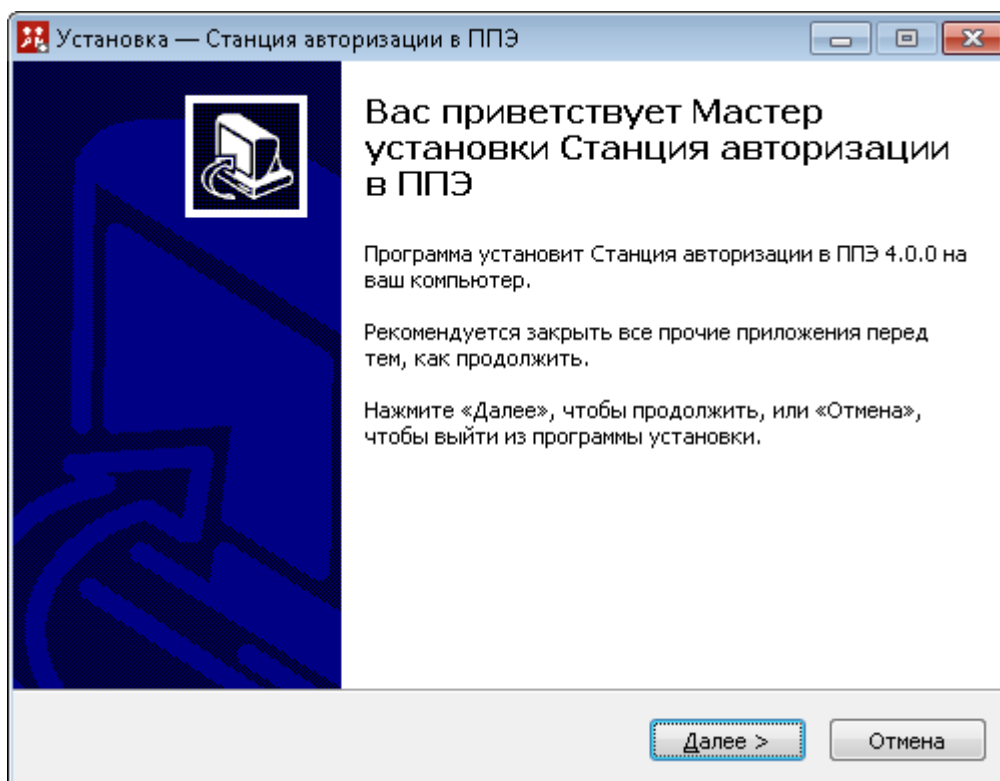 Установка — Станция авторизации в ППЭ
Вас приветствует Мастер
установки Станция авторизации
в ППЭ
Программа установит Станция авторизации в ППЭ 4.0.0 на
ваш компьютер.
Рекомендуется закрыть все прочие приложения перед
тем, как продолжить.
Нажмите «Далее», чтобы продолжить, или «Отмена»,
чтобы выйти из программы установки.
Далее >
Отмена